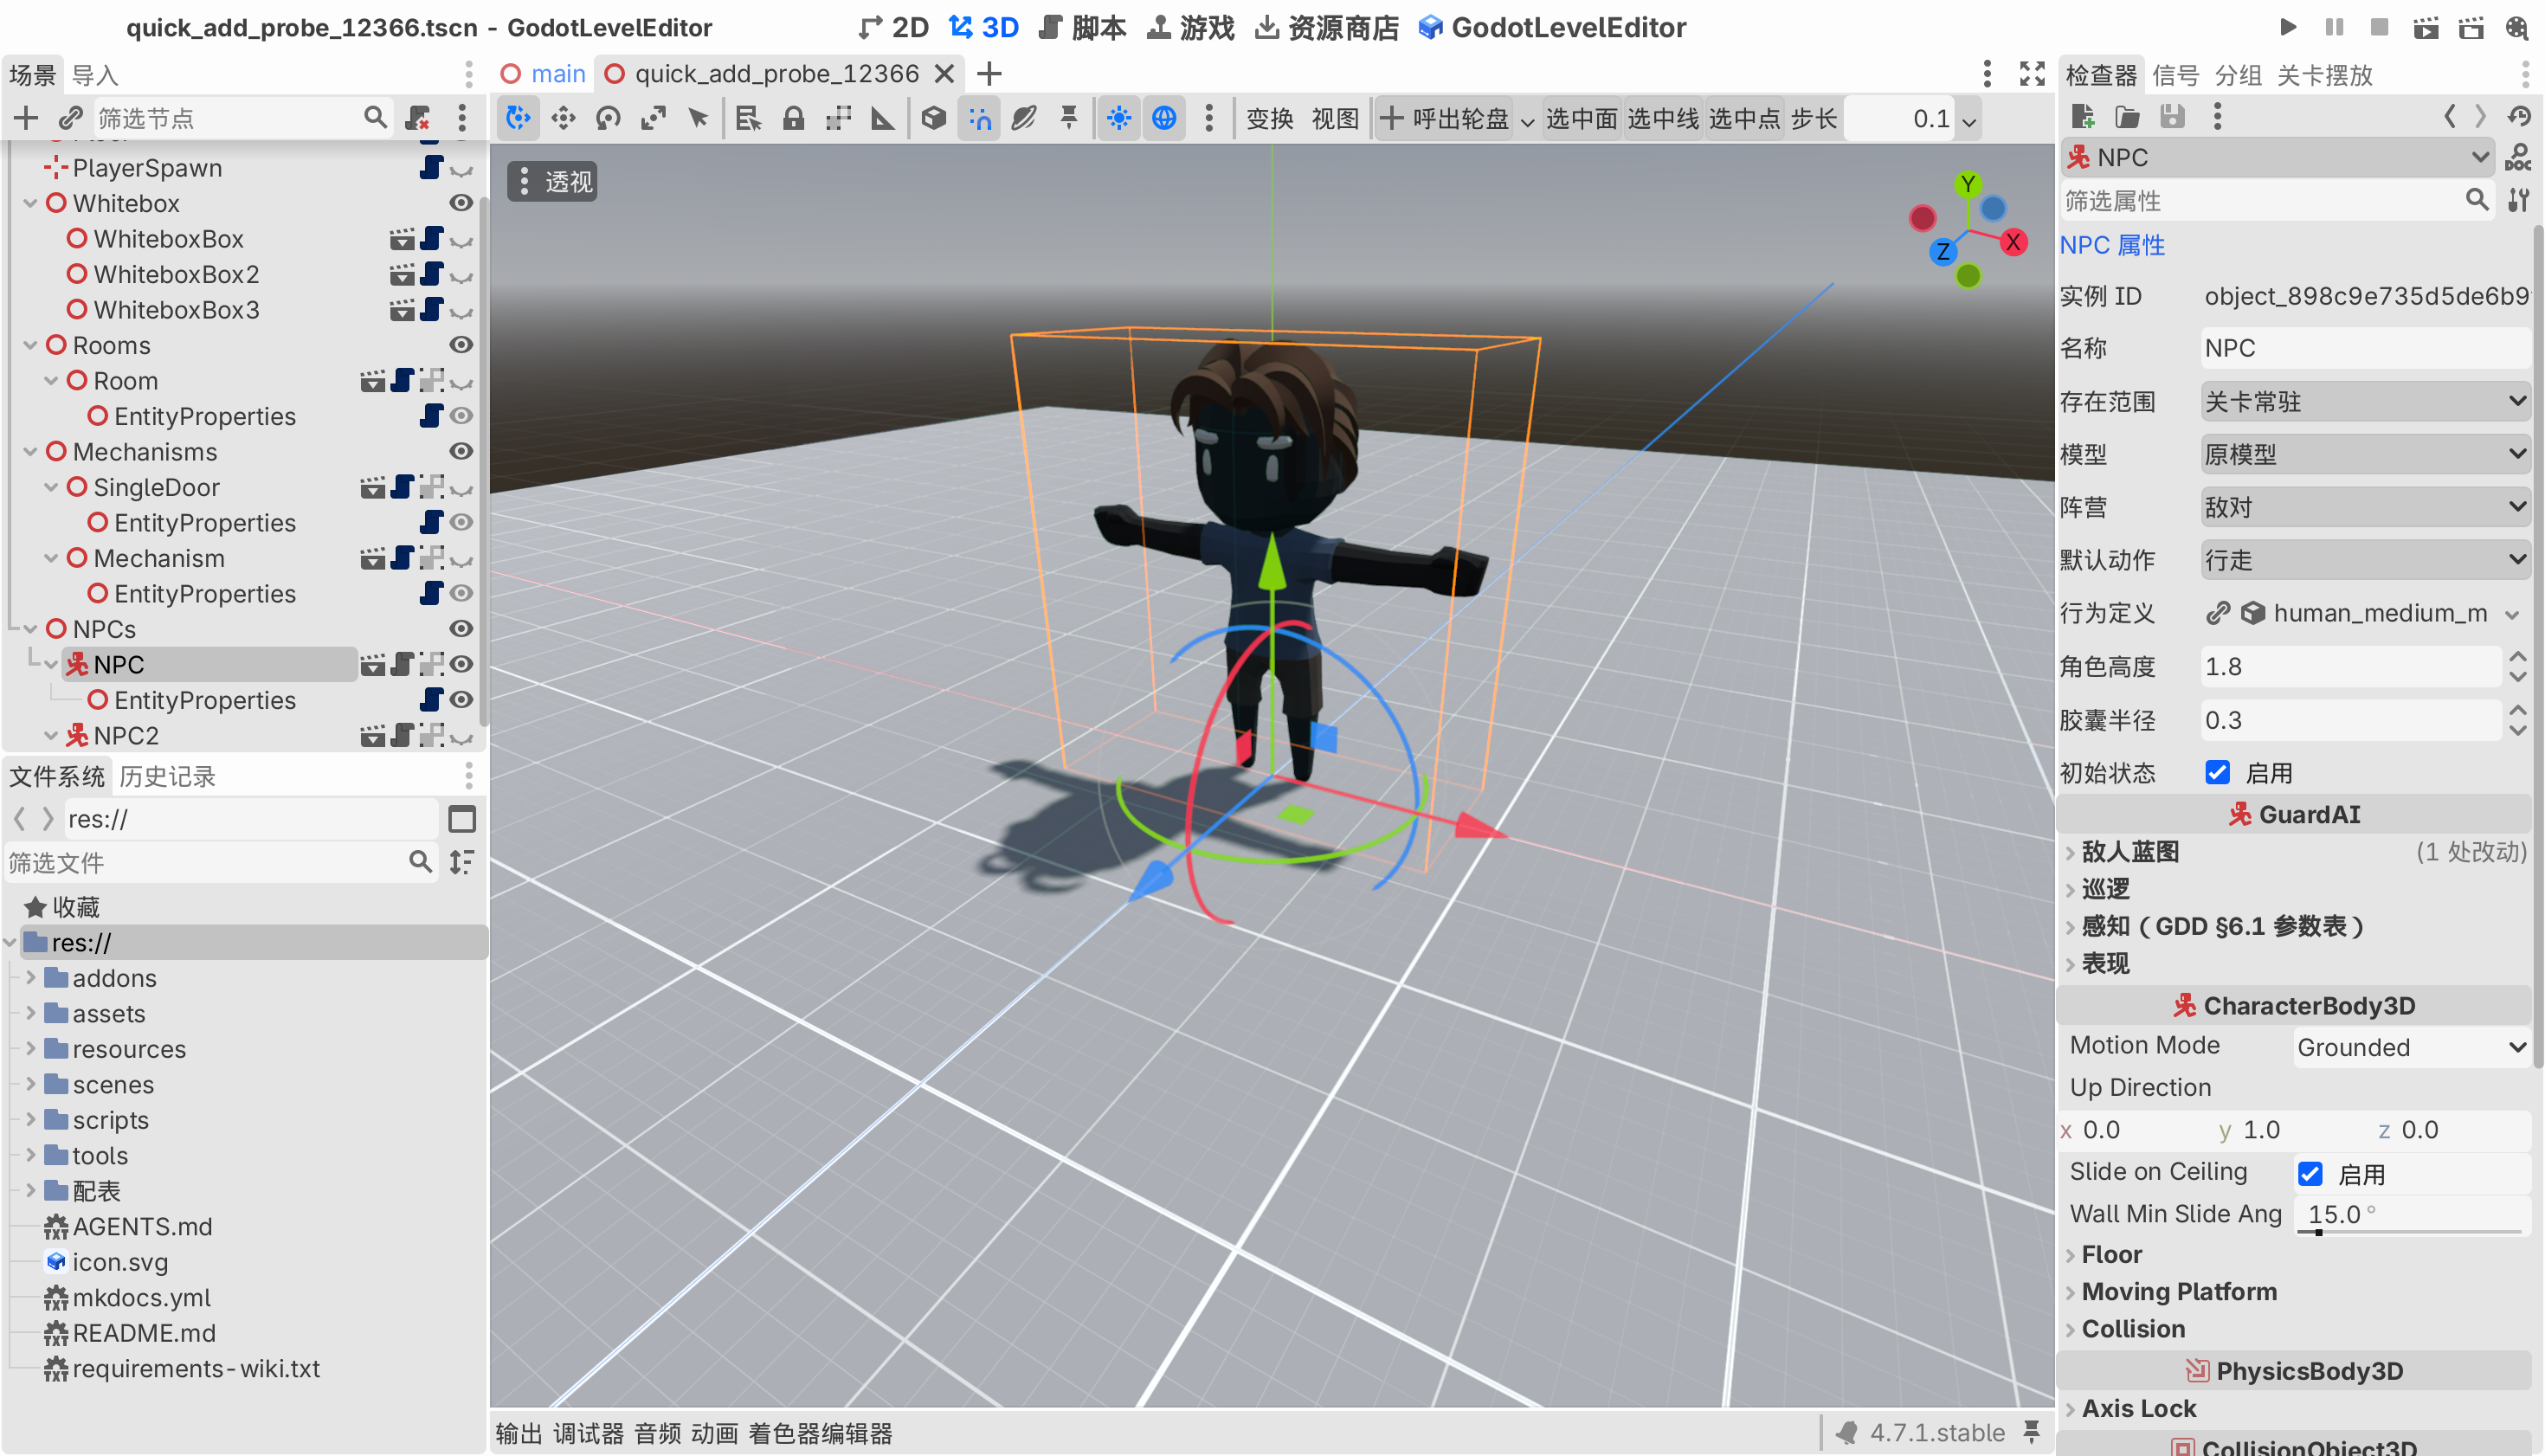 quick_add_probe_12366.tscn - GodotLevelEditor
2D 3D 脚本 游戏 资源商店 GodotLevelEditor
场景 导入
筛选节点
PlayerSpawn
Whitebox
WhiteboxBox
WhiteboxBox2
WhiteboxBox3
Rooms
Room
EntityProperties
Mechanisms
SingleDoor
EntityProperties
Mechanism
EntityProperties
NPCs
NPC
EntityProperties
NPC2
文件系统 历史记录
res://
筛选文件
收藏
res://
addons
assets
resources
scenes
scripts
tools
配表
AGENTS.md
icon.svg
mkdocs.yml
README.md
requirements-wiki.txt
main quick_add_probe_12366
变换 视图 呼出轮盘 选中面 选中线 选中点 步长 0.1
透视
Y
X
Z
输出 调试器 音频 动画 着色器编辑器
4.7.1.stable
检查器 信号 分组 关卡摆放
NPC
DOC
筛选属性
NPC 属性
实例 ID object_898c9e735d5de6b9
名称 NPC
存在范围 关卡常驻
模型 原模型
阵营 敌对
默认动作 行走
行为定义 human_medium_m
角色高度 1.8
胶囊半径 0.3
初始状态 启用
GuardAI
敌人蓝图 (1 处改动)
巡逻
感知（GDD §6.1 参数表）
表现
CharacterBody3D
Motion Mode Grounded
Up Direction
x 0.0 y 1.0 z 0.0
Slide on Ceiling 启用
Wall Min Slide Ang 15.0 °
Floor
Moving Platform
Collision
PhysicsBody3D
Axis Lock
CollisionObject3D